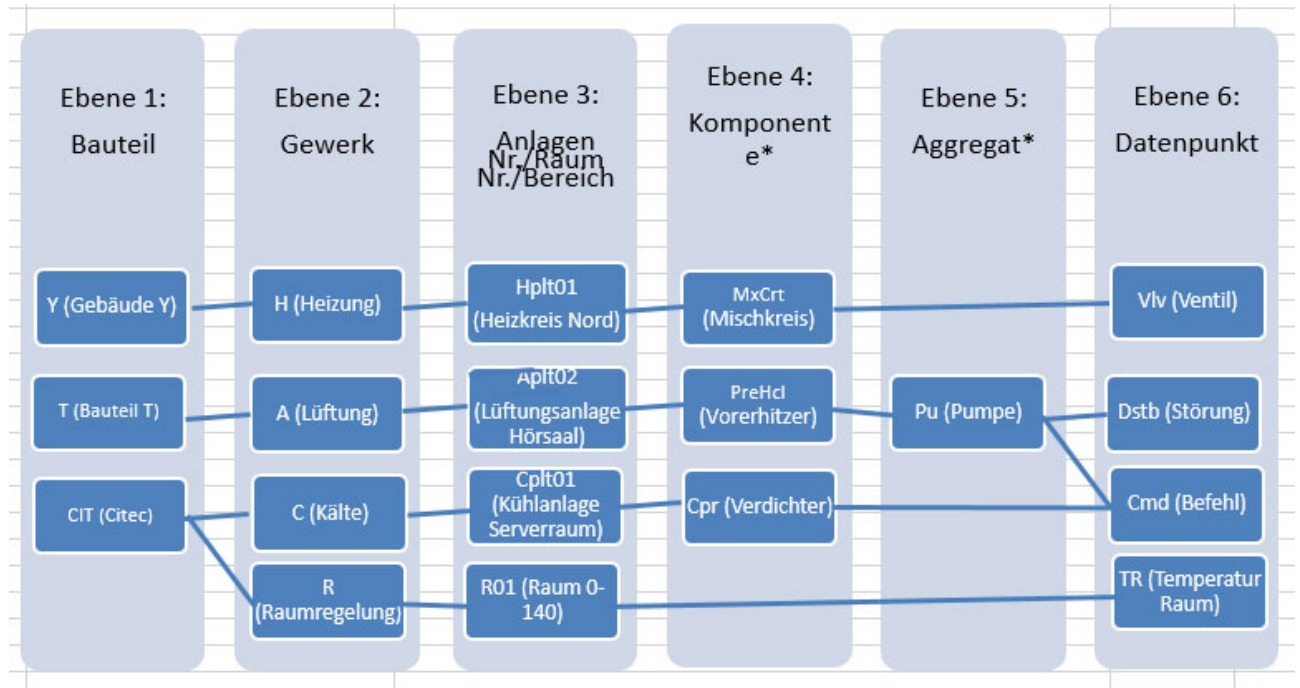 Ebene 1:
Bauteil
Ebene 2:
Gewerk
Ebene 3:
Anlagen
Nr./Raum
Nr./Bereich
Ebene 4:
Komponent
e*
Ebene 5:
Aggregat*
Ebene 6:
Datenpunkt
Y (Gebäude Y)
H (Heizung)
Hplt01
(Heizkreis Nord)
MxCrt
(Mischkreis)
Vlv (Ventil)
T (Bauteil T)
A (Lüftung)
Aplt02
(Lüftungsanlage
Hörsaal)
PreHcl
(Vorerhitzer)
Pu (Pumpe)
Dstb (Störung)
CIT (Citec)
C (Kälte)
Cplt01
(Kühlanlage
Serverraum)
Cpr (Verdichter)
Cmd (Befehl)
R
(Raumregelung)
R01 (Raum 0-
140)
TR (Temperatur
Raum)